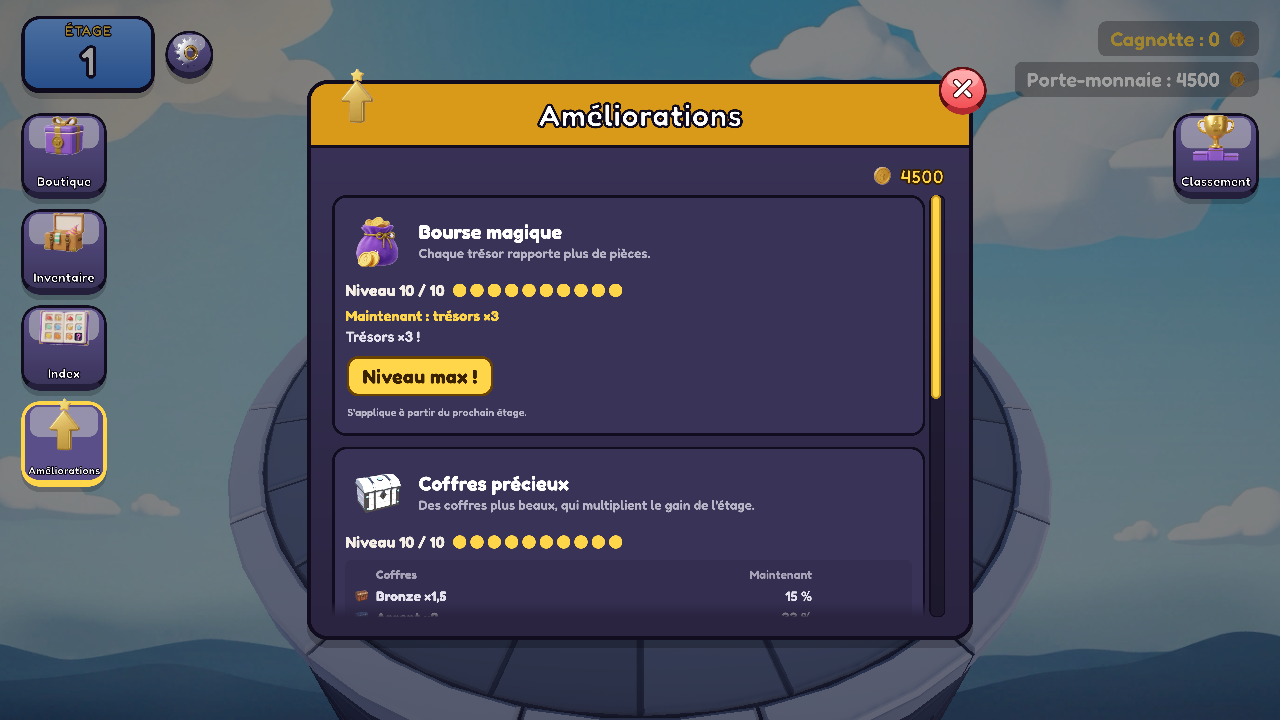 ÉTAGE
1
Cagnotte : 0
Porte-monnaie : 4500
Boutique
Inventaire
Index
Améliorations
Classement
Améliorations
4500
Bourse magique
Chaque trésor rapporte plus de pièces.
Niveau 10 / 10
Maintenant : trésors ×3
Trésors ×3 !
Niveau max !
S'applique à partir du prochain étage.
Coffres précieux
Des coffres plus beaux, qui multiplient le gain de l'étage.
Niveau 10 / 10
Coffres Maintenant
Bronze ×1,5 15 %